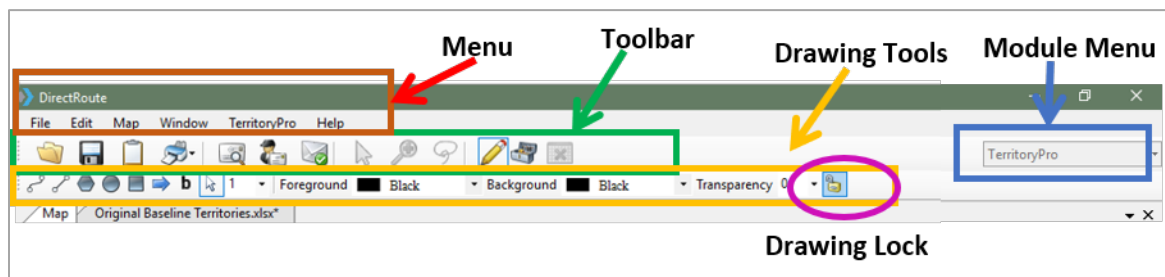 Menu
Toolbar
Drawing Tools
Module Menu
DirectRoute
File Edit Map Window TerritoryPro Help
TerritoryPro
b 1 Foreground Black Background Black Transparency 0
Map Original Baseline Territories.xlsx*
Drawing Lock